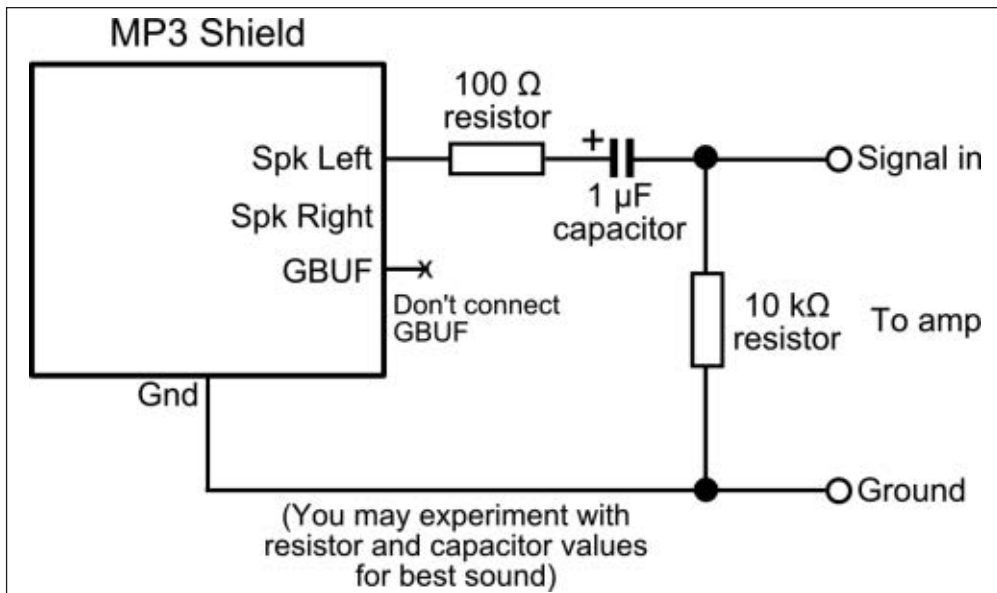 MP3 Shield
100 Ω
resistor
+
Spk Left
Signal in
1 µF
capacitor
Spk Right
GBUF
x
Don't connect
GBUF
10 kΩ
resistor
To amp
Gnd
Ground
(You may experiment with
resistor and capacitor values
for best sound)